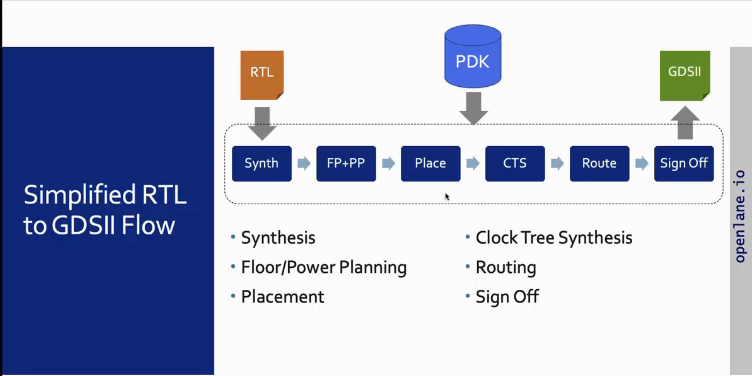 Simplified RTL
to GDSII Flow
RTL
PDK
GDSII
Synth
FP+PP
Place
CTS
Route
Sign Off
• Synthesis
• Floor/Power Planning
• Placement
• Clock Tree Synthesis
• Routing
• Sign Off
openlane.io